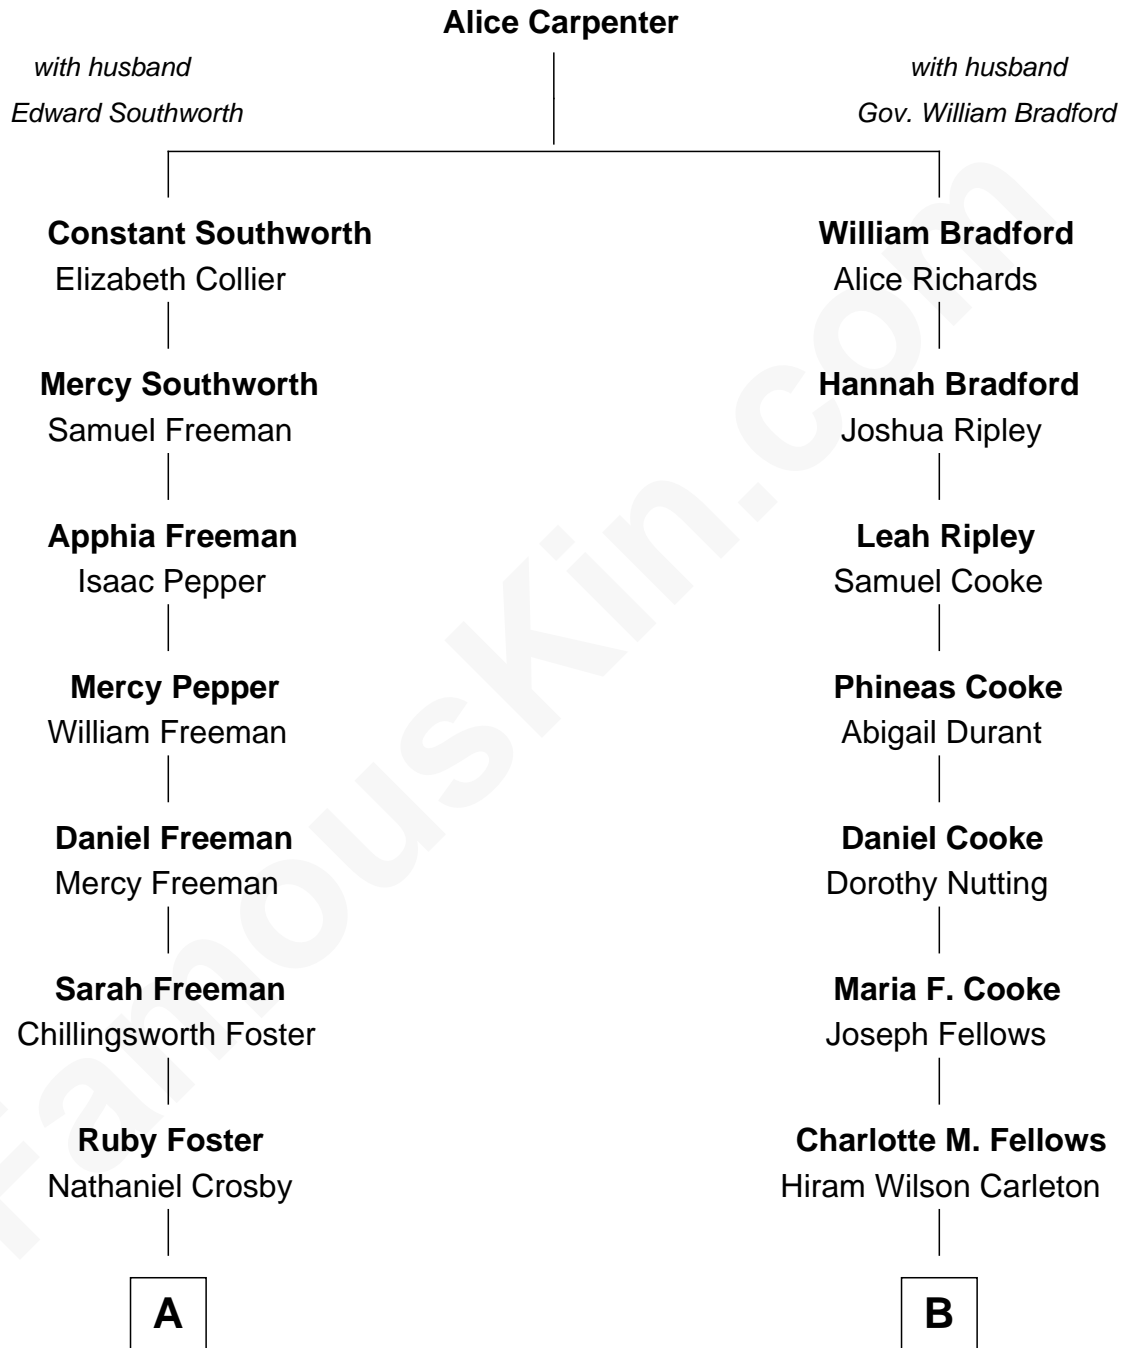 Alice Carpenter
with husband
Edward Southworth
with husband
Gov. William Bradford
Constant Southworth
Elizabeth Collier
William Bradford
Alice Richards
Mercy Southworth
Samuel Freeman
Hannah Bradford
Joshua Ripley
Apphia Freeman
Isaac Pepper
Leah Ripley
Samuel Cooke
Mercy Pepper
William Freeman
Phineas Cooke
Abigail Durant
Daniel Freeman
Mercy Freeman
Daniel Cooke
Dorothy Nutting
Sarah Freeman
Chillingsworth Foster
Maria F. Cooke
Joseph Fellows
Ruby Foster
Nathaniel Crosby
Charlotte M. Fellows
Hiram Wilson Carleton
A
B
FamousKin.com